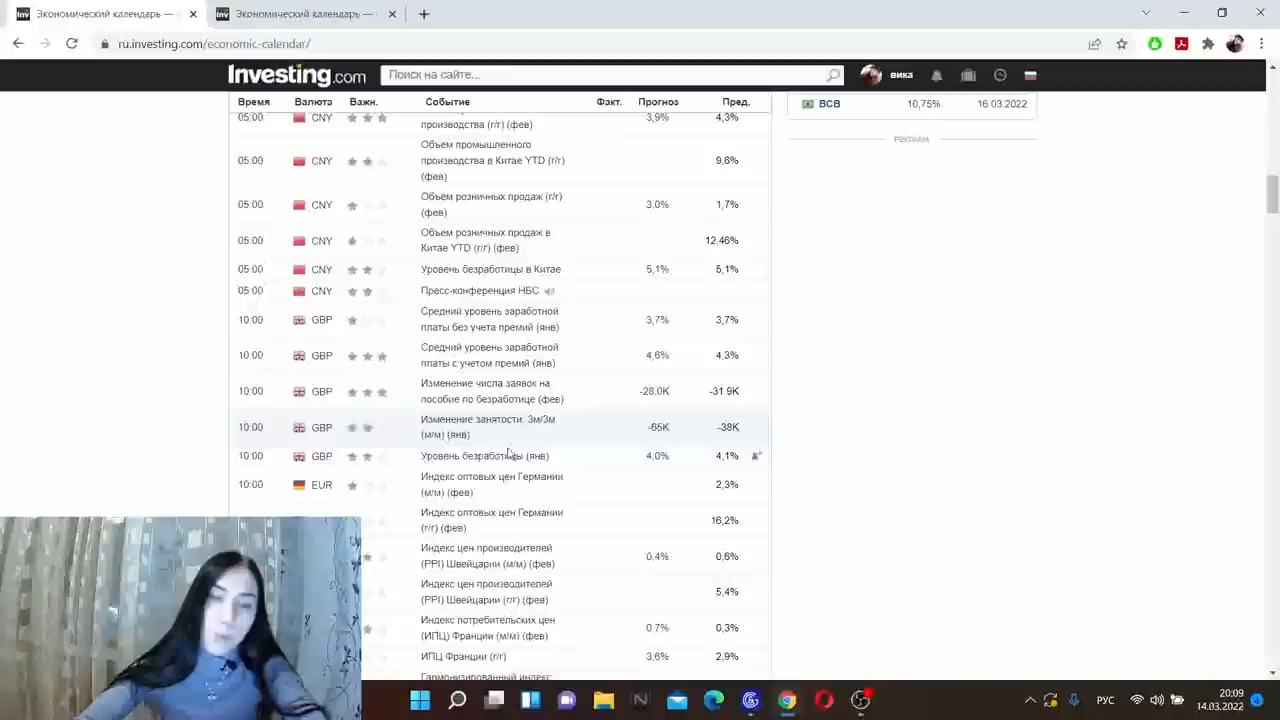 Экономический календарь —
Экономический календарь —
ru.investing.com/economic-calendar/
Investing.com
Поиск на сайте...
вика
Время Валюта Важн. Событие Факт. Прогноз Пред.
BCB 10,75% 16.03.2022
РЕКЛАМА
05:00 CNY производства (г/г) (фев) 3,9% 4,3%
Объем промышленного
05:00 CNY производства в Китае YTD (г/г) 9,6%
(фев)
Объём розничных продаж (г/г)
05:00 CNY 3,0% 1,7%
(фев)
Объем розничных продаж в
05:00 CNY 12,46%
Китае YTD (г/г) (фев)
05:00 CNY Уровень безработицы в Китае 5,1% 5,1%
05:00 CNY Пресс-конференция НБС
Средний уровень заработной
10:00 GBP 3,7% 3,7%
платы без учета премий (янв)
Средний уровень заработной
10:00 GBP 4,6% 4,3%
платы с учетом премий (янв)
Изменение числа заявок на
10:00 GBP -28,0K -31,9K
пособие по безработице (фев)
Изменение занятости, 3м/3м
10:00 GBP -65K -38K
(м/м) (янв)
10:00 GBP Уровень безработицы (янв) 4,0% 4,1%
Индекс оптовых цен Германии
10:00 EUR 2,3%
(м/м) (фев)
Индекс оптовых цен Германии
16,2%
(г/г) (фев)
Индекс цен производителей
0,4% 0,6%
(PPI) Швейцарии (м/м) (фев)
Индекс цен производителей
5,4%
(PPI) Швейцарии (г/г) (фев)
Индекс потребительских цен
0,7% 0,3%
(ИПЦ) Франции (м/м) (фев)
ИПЦ Франции (г/г) 3,6% 2,9%
Гармонизированный индекс
РУС
20:09
14.03.2022